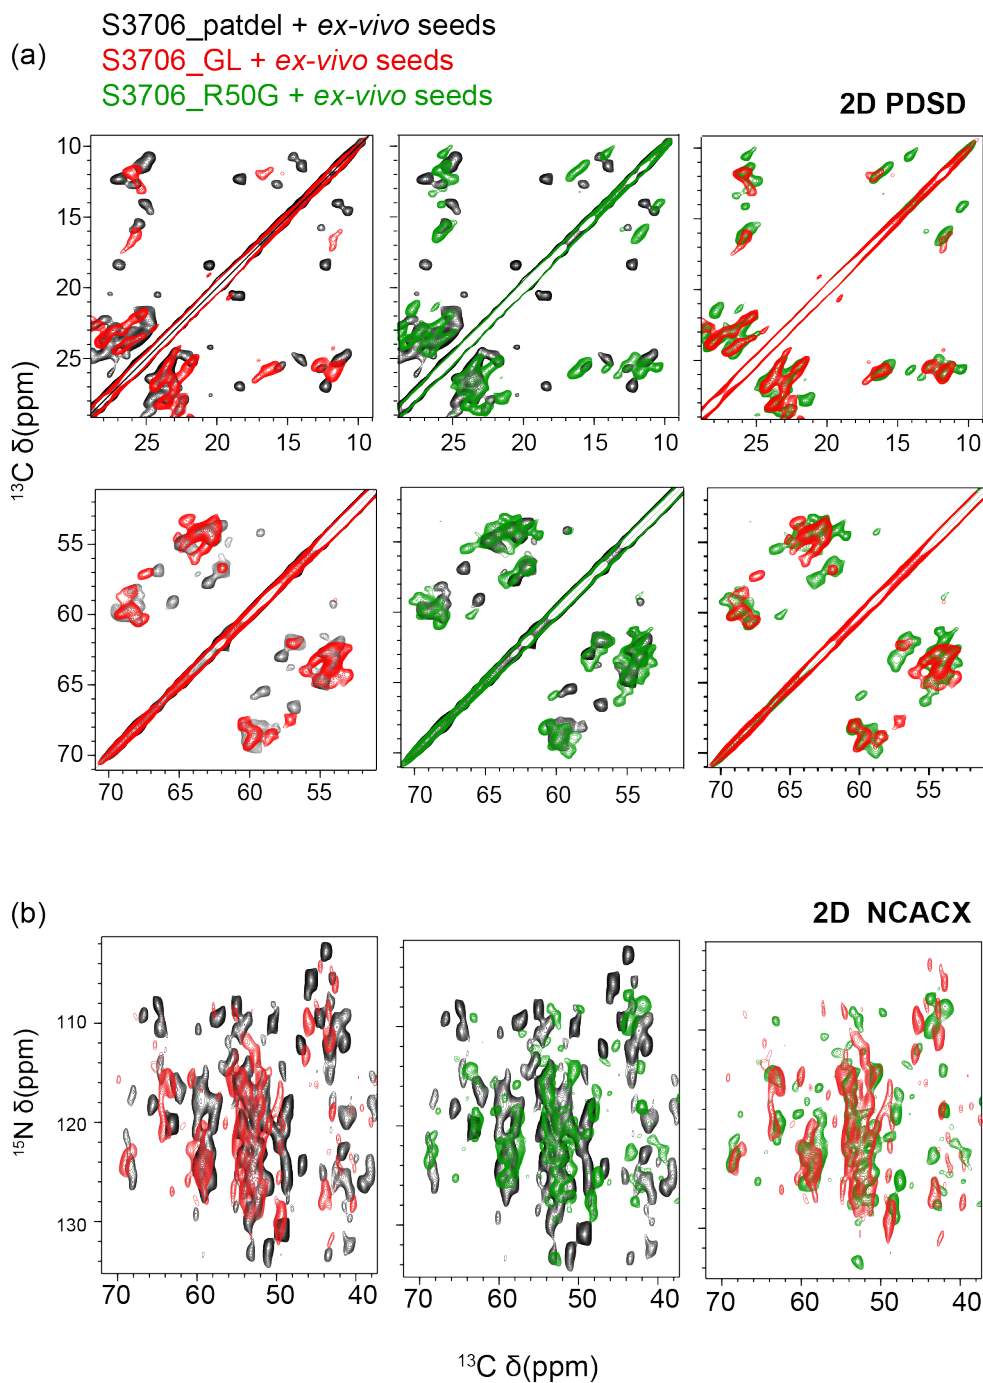 (a)
S3706_patdel + ex-vivo seeds
S3706_GL + ex-vivo seeds
S3706_R50G + ex-vivo seeds
2D PDSD
10
15
20
25
25 20 15 10
25 20 15 10
25 20 15 10
¹³C δ(ppm)
55
60
65
70
70 65 60 55
70 65 60 55
70 65 60 55
(b)
2D NCACX
110
120
130
¹⁵N δ(ppm)
70 60 50 40
70 60 50 40
70 60 50 40
¹³C δ(ppm)